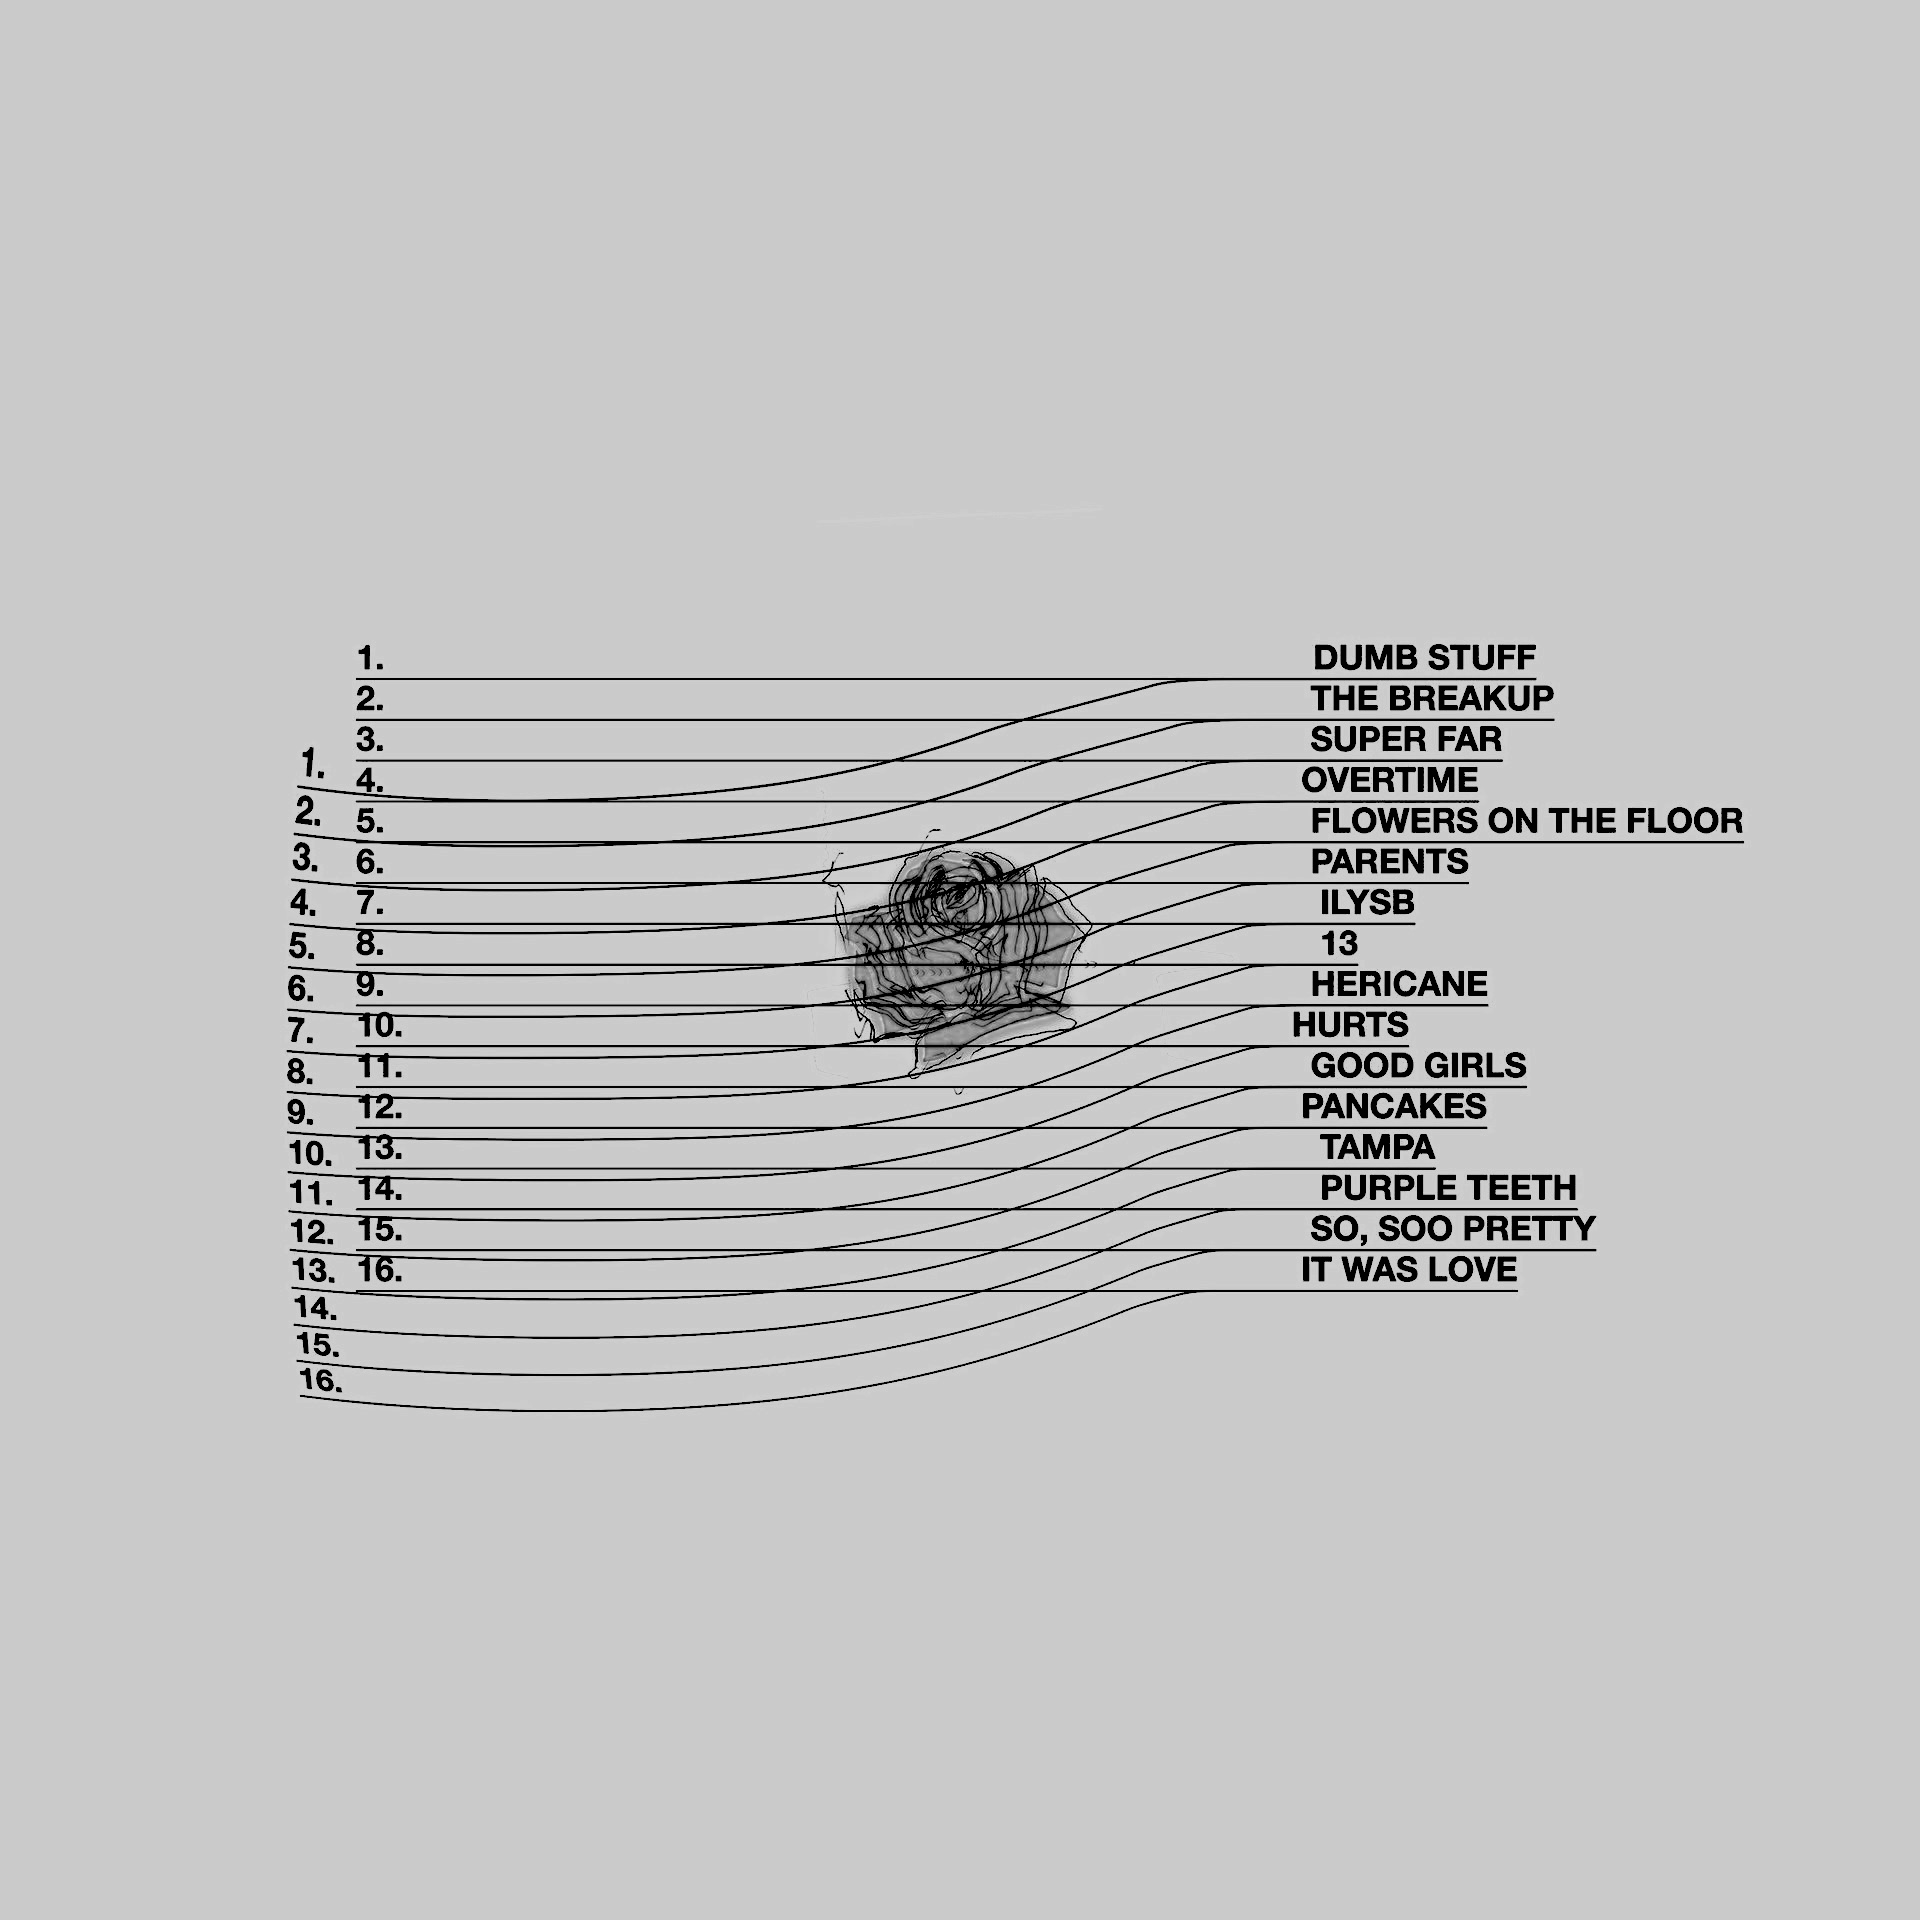 1. DUMB STUFF
2. THE BREAKUP
3. SUPER FAR
4. OVERTIME
5. FLOWERS ON THE FLOOR
6. PARENTS
7. ILYSB
8. 13
9. HERICANE
10. HURTS
11. GOOD GIRLS
12. PANCAKES
13. TAMPA
14. PURPLE TEETH
15. SO, SOO PRETTY
16. IT WAS LOVE
1.
2.
3.
4.
5.
6.
7.
8.
9.
10.
11.
12.
13.
14.
15.
16.